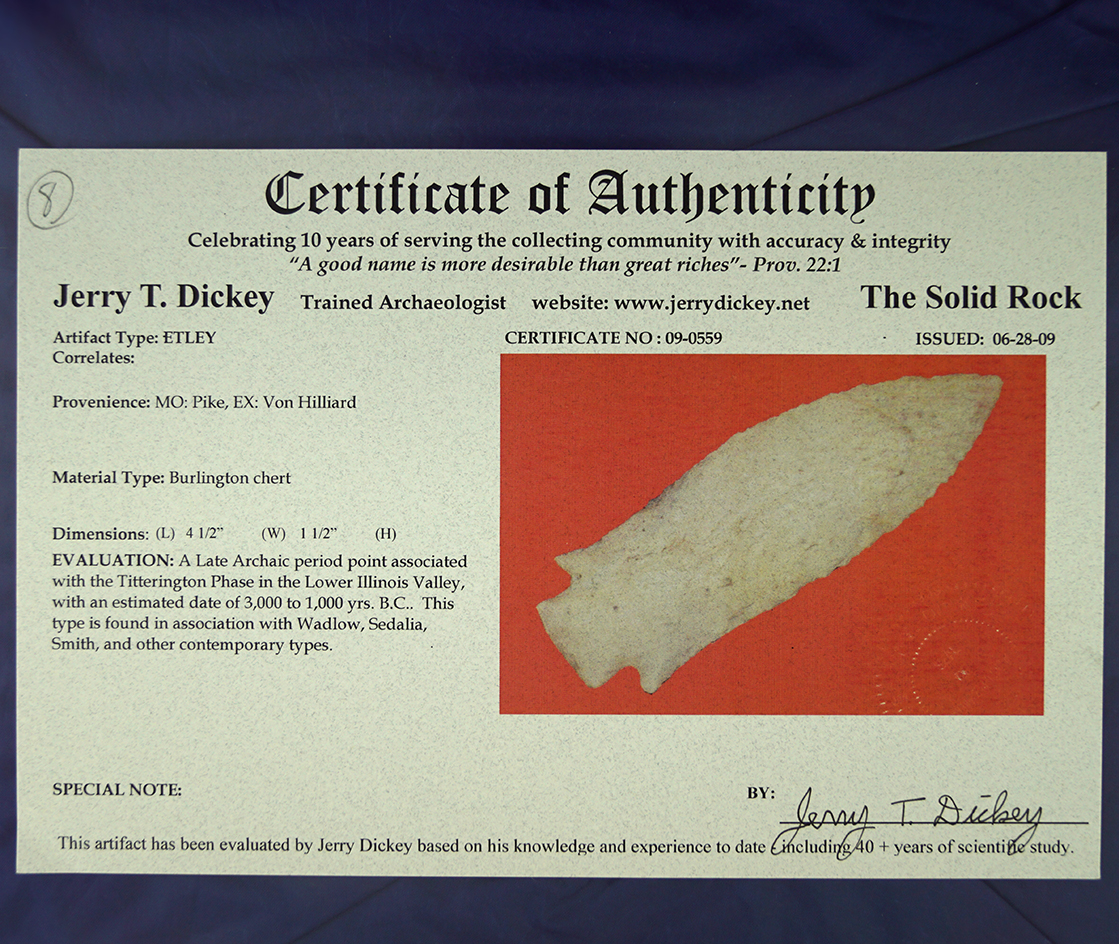 8
Certificate of Authenticity
Celebrating 10 years of serving the collecting community with accuracy & integrity
“A good name is more desirable than great riches”- Prov. 22:1
Jerry T. Dickey Trained Archaeologist website: www.jerrydickey.net The Solid Rock
Artifact Type: ETLEY
Correlates:
CERTIFICATE NO : 09-0559 ISSUED: 06-28-09
Provenience: MO: Pike, EX: Von Hilliard
Material Type: Burlington chert
Dimensions: (L) 4 1/2” (W) 1 1/2” (H)
EVALUATION: A Late Archaic period point associated
with the Titterington Phase in the Lower Illinois Valley,
with an estimated date of 3,000 to 1,000 yrs. B.C.. This
type is found in association with Wadlow, Sedalia,
Smith, and other contemporary types.
SPECIAL NOTE:
BY: Jerry T. Dickey
This artifact has been evaluated by Jerry Dickey based on his knowledge and experience to date - including 40 + years of scientific study.